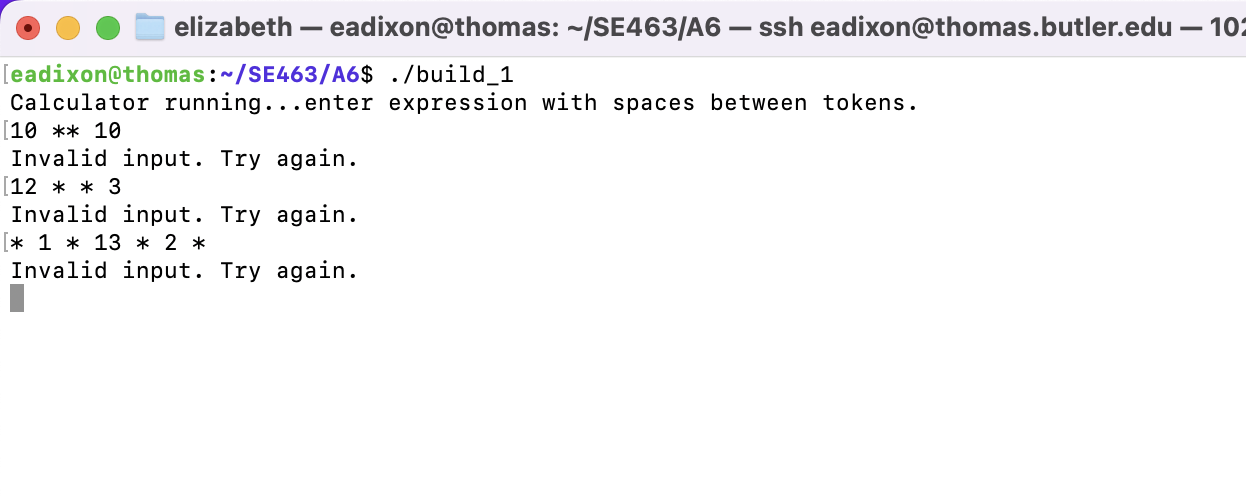 elizabeth — eadixon@thomas: ~/SE463/A6 — ssh eadixon@thomas.butler.edu — 102
[eadixon@thomas:~/SE463/A6$ ./build_1
Calculator running...enter expression with spaces between tokens.
[10 ** 10
Invalid input. Try again.
[12 * * 3
Invalid input. Try again.
[* 1 * 13 * 2 *
Invalid input. Try again.